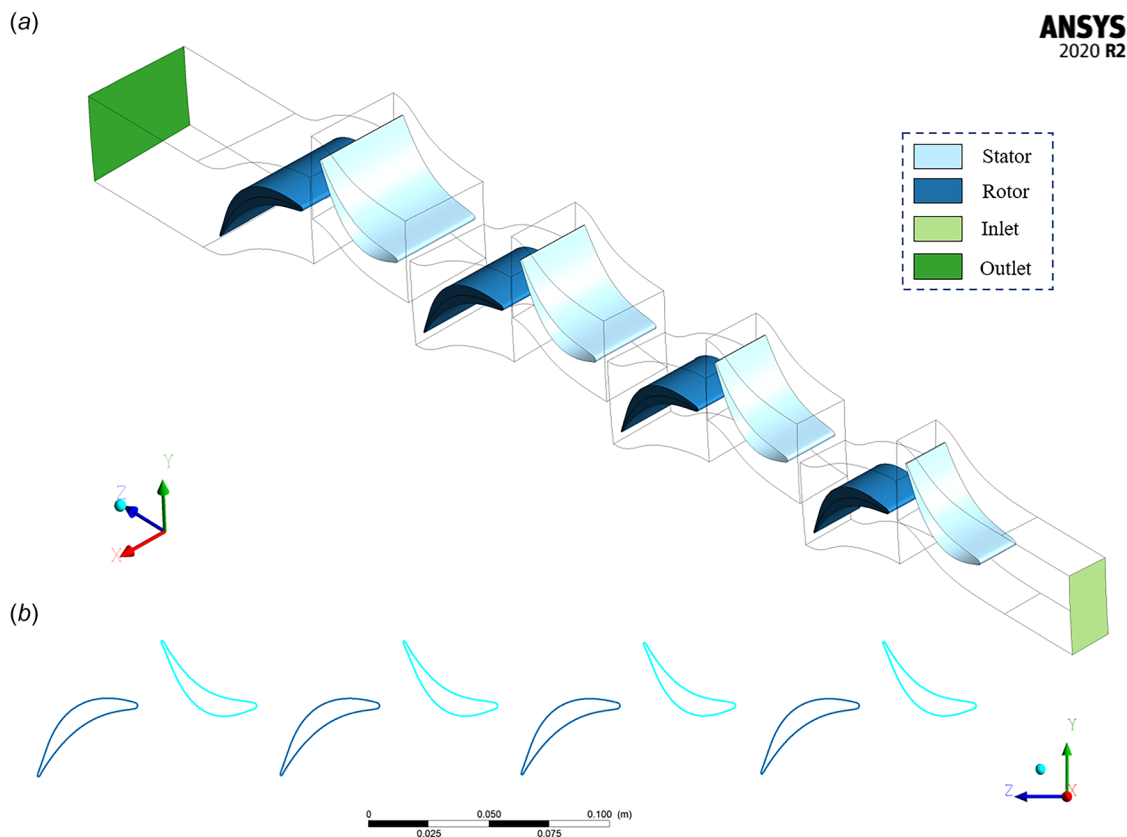 (a)
ANSYS
2020 R2
Stator
Rotor
Inlet
Outlet
Y
Z
X
(b)
Y
Z
X
0 0.050 0.100 (m)
0.025 0.075